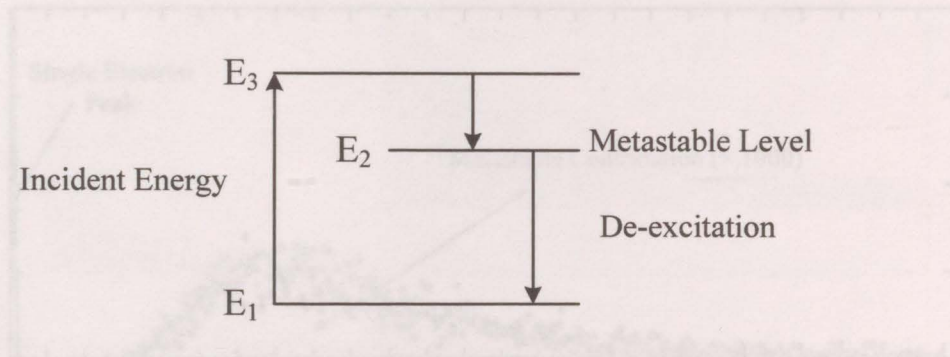 E3
E2
Metastable Level
Incident Energy
De-excitation
E1